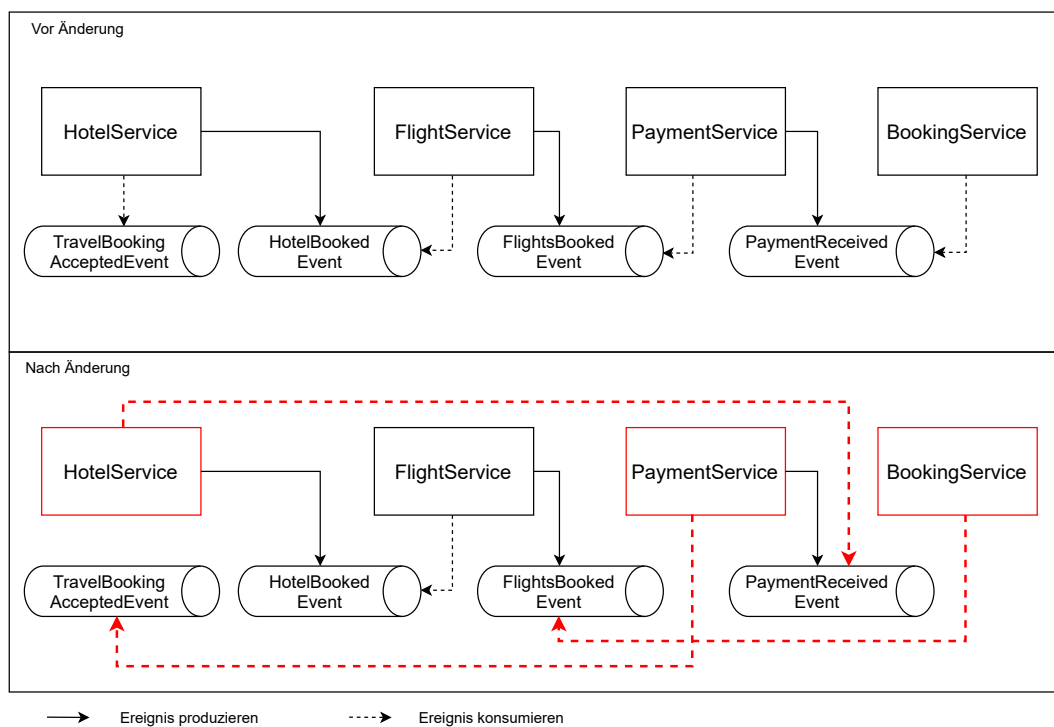 Vor Änderung
HotelService
FlightService
PaymentService
BookingService
TravelBooking
AcceptedEvent
HotelBooked
Event
FlightsBooked
Event
PaymentReceived
Event
Nach Änderung
HotelService
FlightService
PaymentService
BookingService
TravelBooking
AcceptedEvent
HotelBooked
Event
FlightsBooked
Event
PaymentReceived
Event
Ereignis produzieren
Ereignis konsumieren